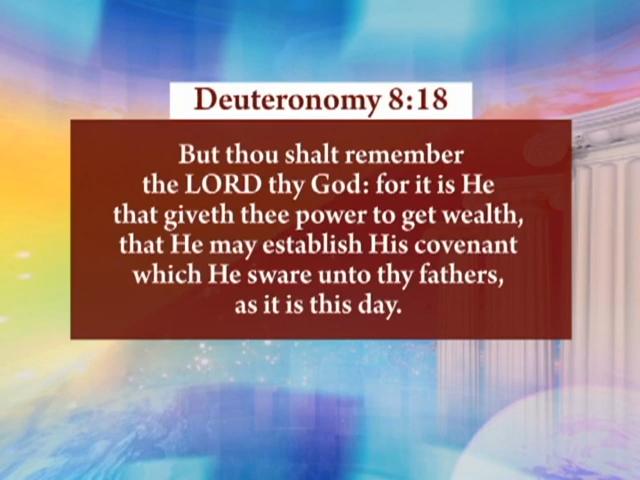 Deuteronomy 8:18
But thou shalt remember
the LORD thy God: for it is He
that giveth thee power to get wealth,
that He may establish His covenant
which He sware unto thy fathers,
as it is this day.